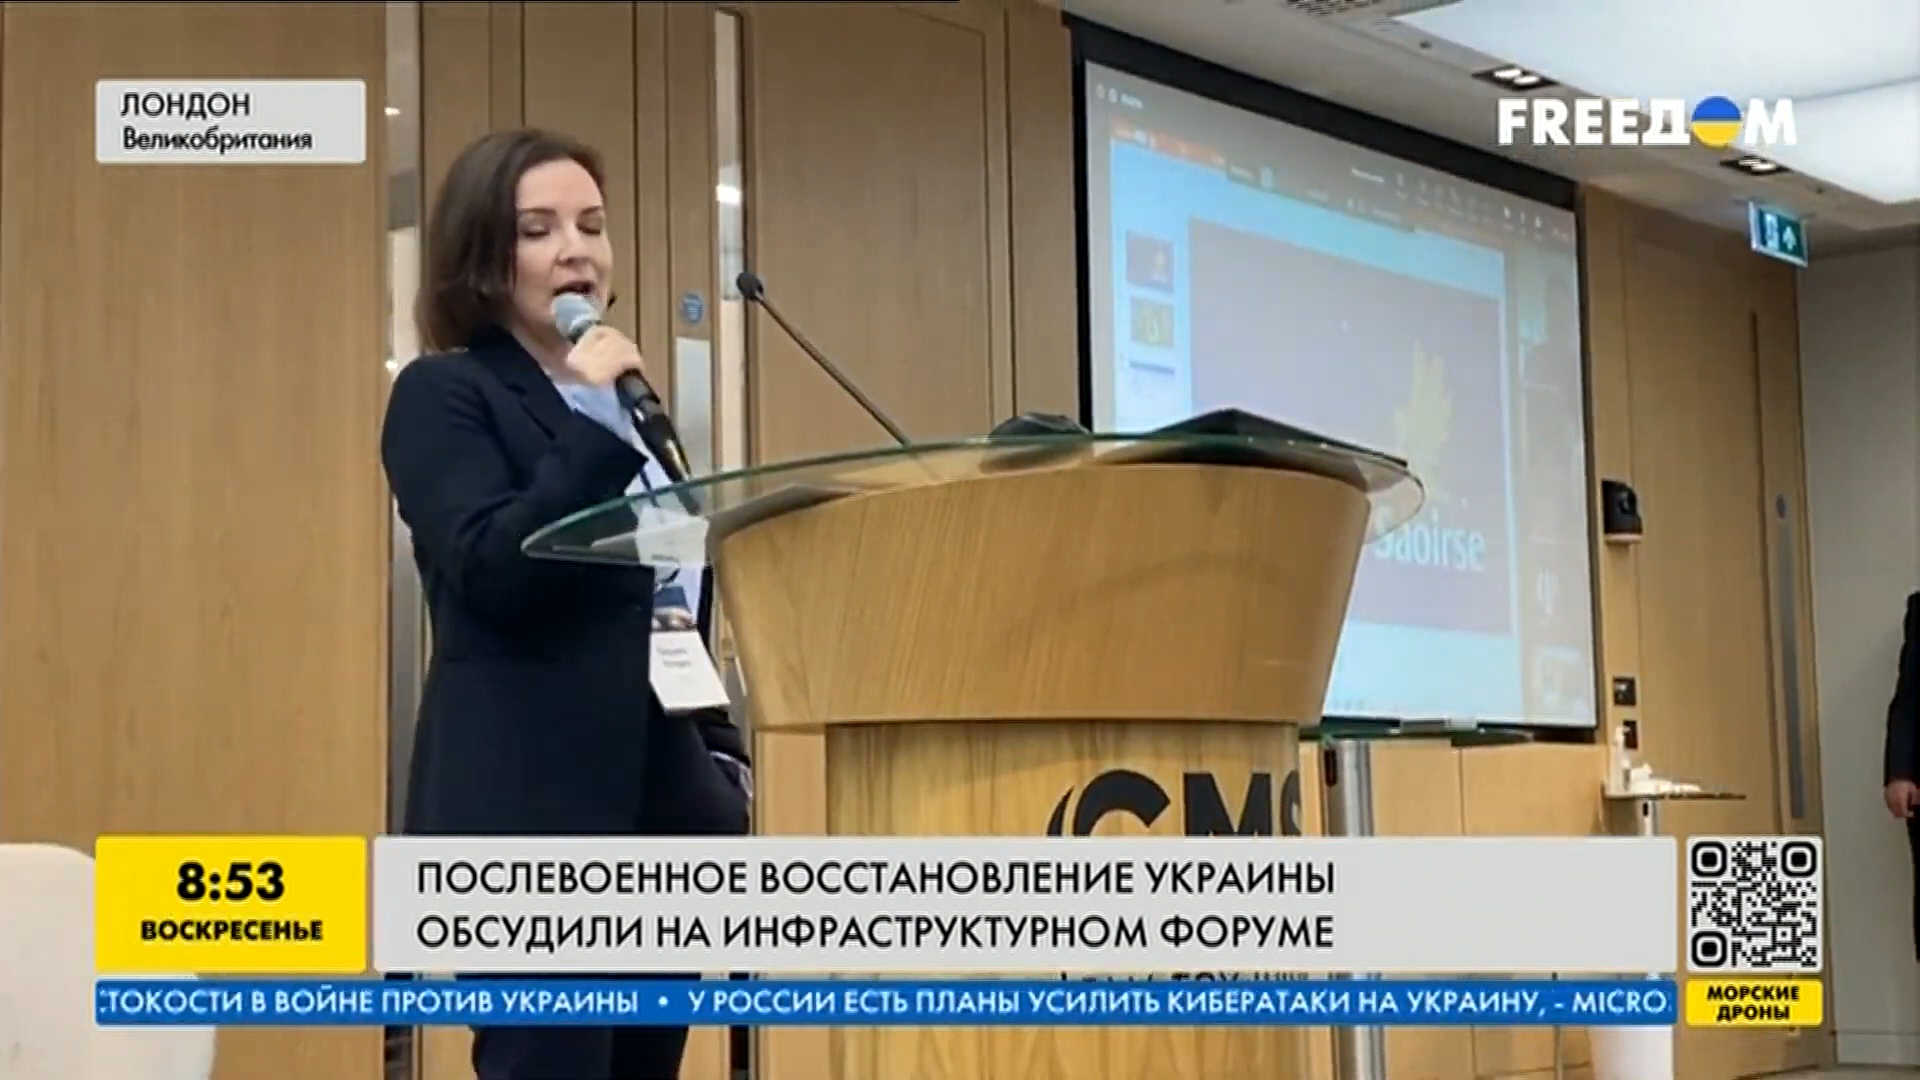 ЛОНДОН
Великобритания
FREEДOM
Saoirse
CMS
8:53
ВОСКРЕСЕНЬЕ
ПОСЛЕВОЕННОЕ ВОССТАНОВЛЕНИЕ УКРАИНЫ
ОБСУДИЛИ НА ИНФРАСТРУКТУРНОМ ФОРУМЕ
СТОКОСТИ В ВОЙНЕ ПРОТИВ УКРАИНЫ • У РОССИИ ЕСТЬ ПЛАНЫ УСИЛИТЬ КИБЕРАТАКИ НА УКРАИНУ, - MICRO
МОРСКИЕ
ДРОНЫ